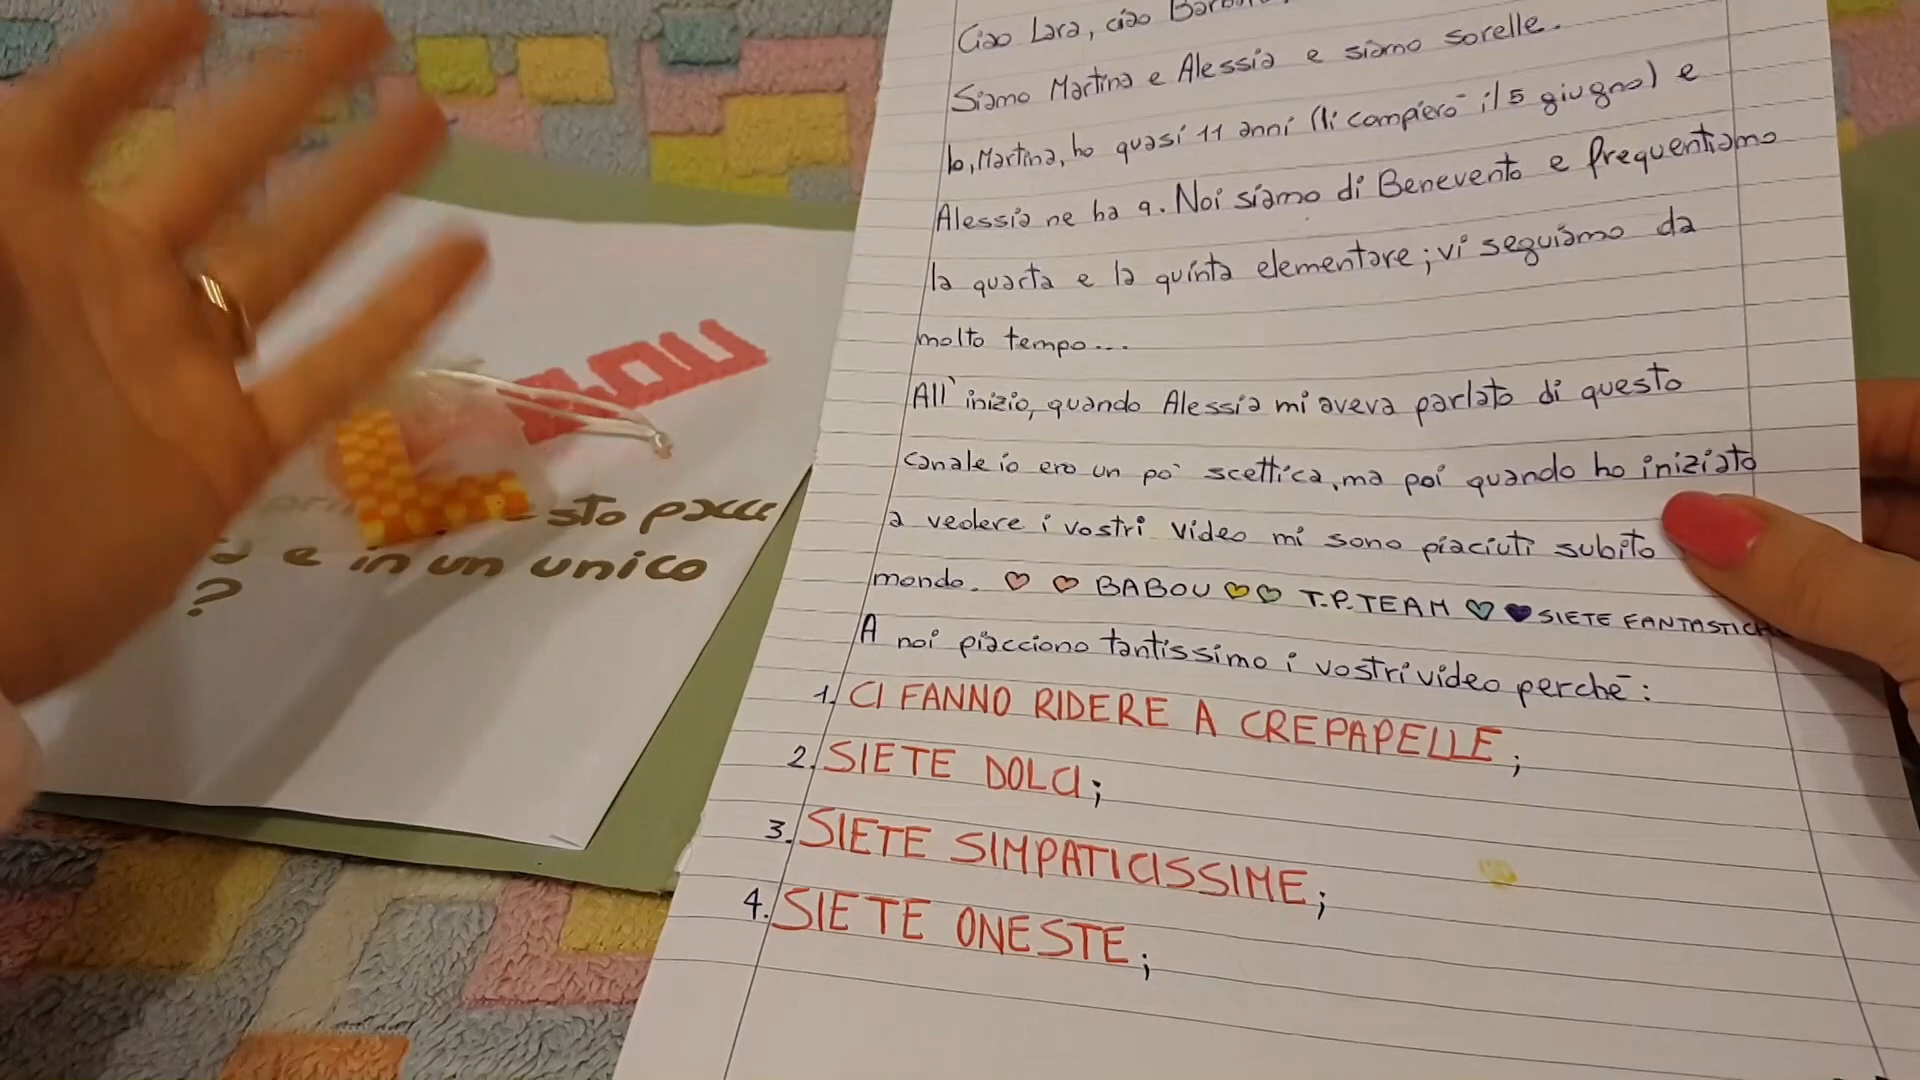 Ciao Lara, ciao
Siamo Martina e Alessia e siamo sorelle.
Io, Martina, ho quasi 11 anni (li compierò il 5 giugno) e
Alessia ne ha 9. Noi siamo di Benevento e frequentiamo
la quarta e la quinta elementare; vi seguiamo da
molto tempo...
All'inizio, quando Alessia mi aveva parlato di questo
canale io ero un po' scettica, ma poi quando ho iniziato
a vedere i vostri video mi sono piaciuti subito
mondo. ♡ ♡ BABOU ♡♡ T.P.TEAM ♡ ♥ SIETE FANTASTICH
A noi piacciono tantissimo i vostri video perchè:
1. CI FANNO RIDERE A CREPAPELLE;
2. SIETE DOLCI;
3. SIETE SIMPATICISSIME;
4. SIETE ONESTE;
BOU
sto
e in un unico
?